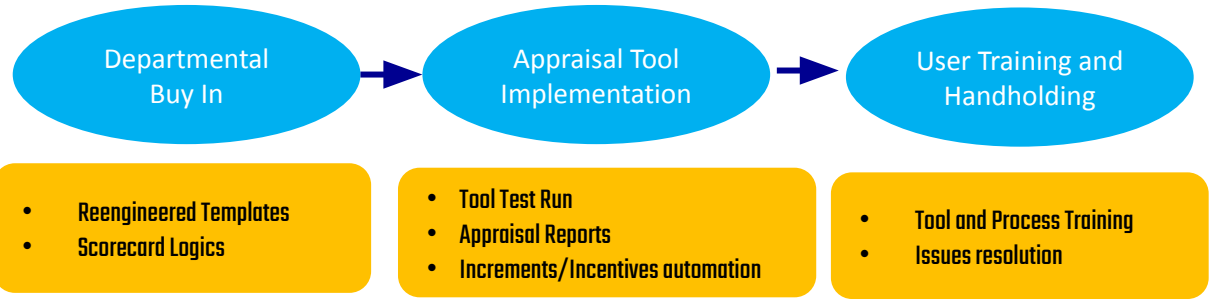 Departmental
Buy In
Appraisal Tool
Implementation
User Training and
Handholding
• Reengineered Templates
• Scorecard Logics
• Tool Test Run
• Appraisal Reports
• Increments/Incentives automation
• Tool and Process Training
• Issues resolution